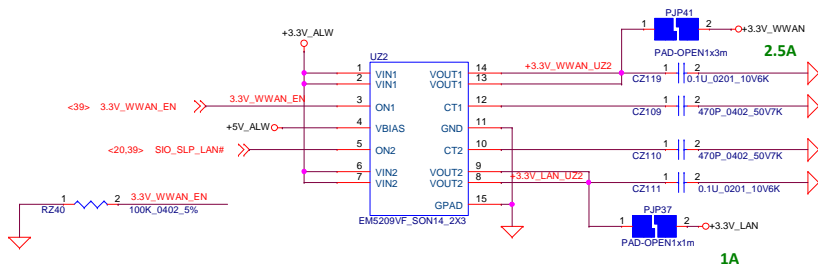 PJP41
1 2 +3.3V_WWAN
PAD-OPEN1x3m
2.5A
+3.3V_ALW
UZ2
1 VIN1 VOUT1 14 +3.3V_WWAN_UZ2 1 2
2 VIN1 VOUT1 13 CZ119 0.1U_0201_10V6K
<39> 3.3V_WWAN_EN 3.3V_WWAN_EN 3 ON1 CT1 12 1 2
CZ109 470P_0402_50V7K
+5V_ALW 4 VBIAS GND 11
<20,39> SIO_SLP_LAN# 5 ON2 CT2 10 1 2
CZ110 470P_0402_50V7K
6 VIN2 VOUT2 9
7 VIN2 VOUT2 8 +3.3V_LAN_UZ2 1 2
CZ111 0.1U_0201_10V6K
GPAD 15
EM5209VF_SON14_2X3
1 2 3.3V_WWAN_EN
RZ40 100K_0402_5%
PJP37
1 2 +3.3V_LAN
PAD-OPEN1x1m
1A